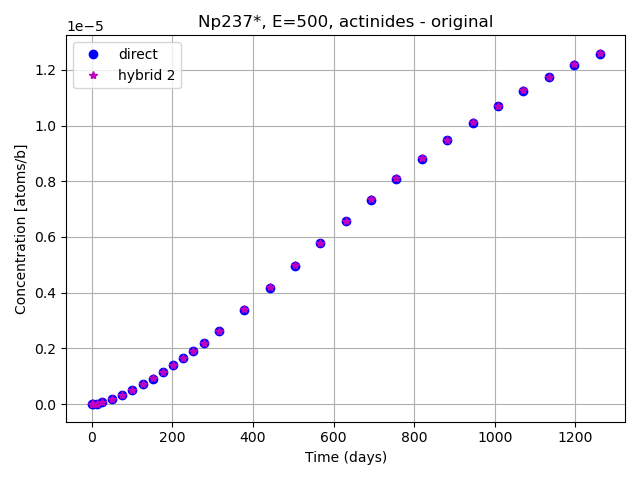 Np237*, E=500, actinides - original
1e−5
direct
hybrid 2
1.2
1.0
0.8
0.6
0.4
0.2
0.0
Concentration [atoms/b]
0 200 400 600 800 1000 1200
Time (days)